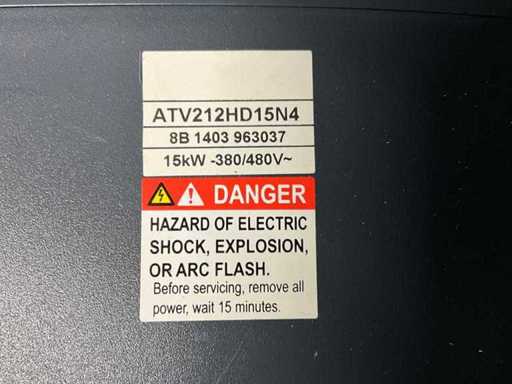 ATV212HD15N4
8B 1403 963037
15kW -380/480V~
DANGER
HAZARD OF ELECTRIC
SHOCK, EXPLOSION,
OR ARC FLASH.
Before servicing, remove all
power, wait 15 minutes.